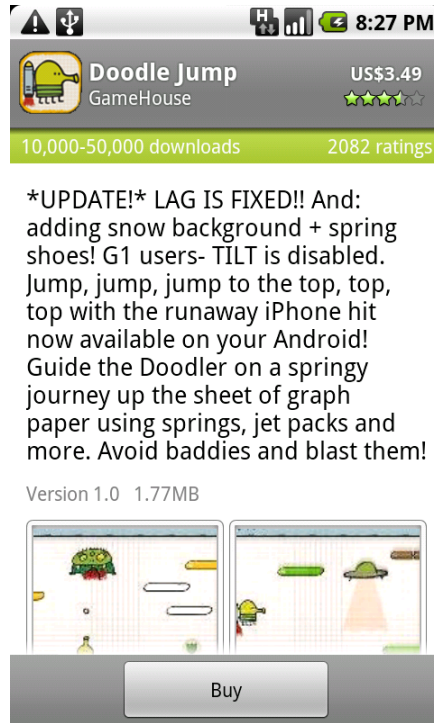 H
8:27 PM
Doodle Jump
US$3.49
GameHouse
10,000-50,000 downloads
2082 ratings
*UPDATE!* LAG IS FIXED!! And:
adding snow background + spring
shoes! G1 users- TILT is disabled.
Jump, jump, jump to the top, top,
top with the runaway iPhone hit
now available on your Android!
Guide the Doodler on a springy
journey up the sheet of graph
paper using springs, jet packs and
more. Avoid baddies and blast them!
Version 1.0 1.77MB
Buy